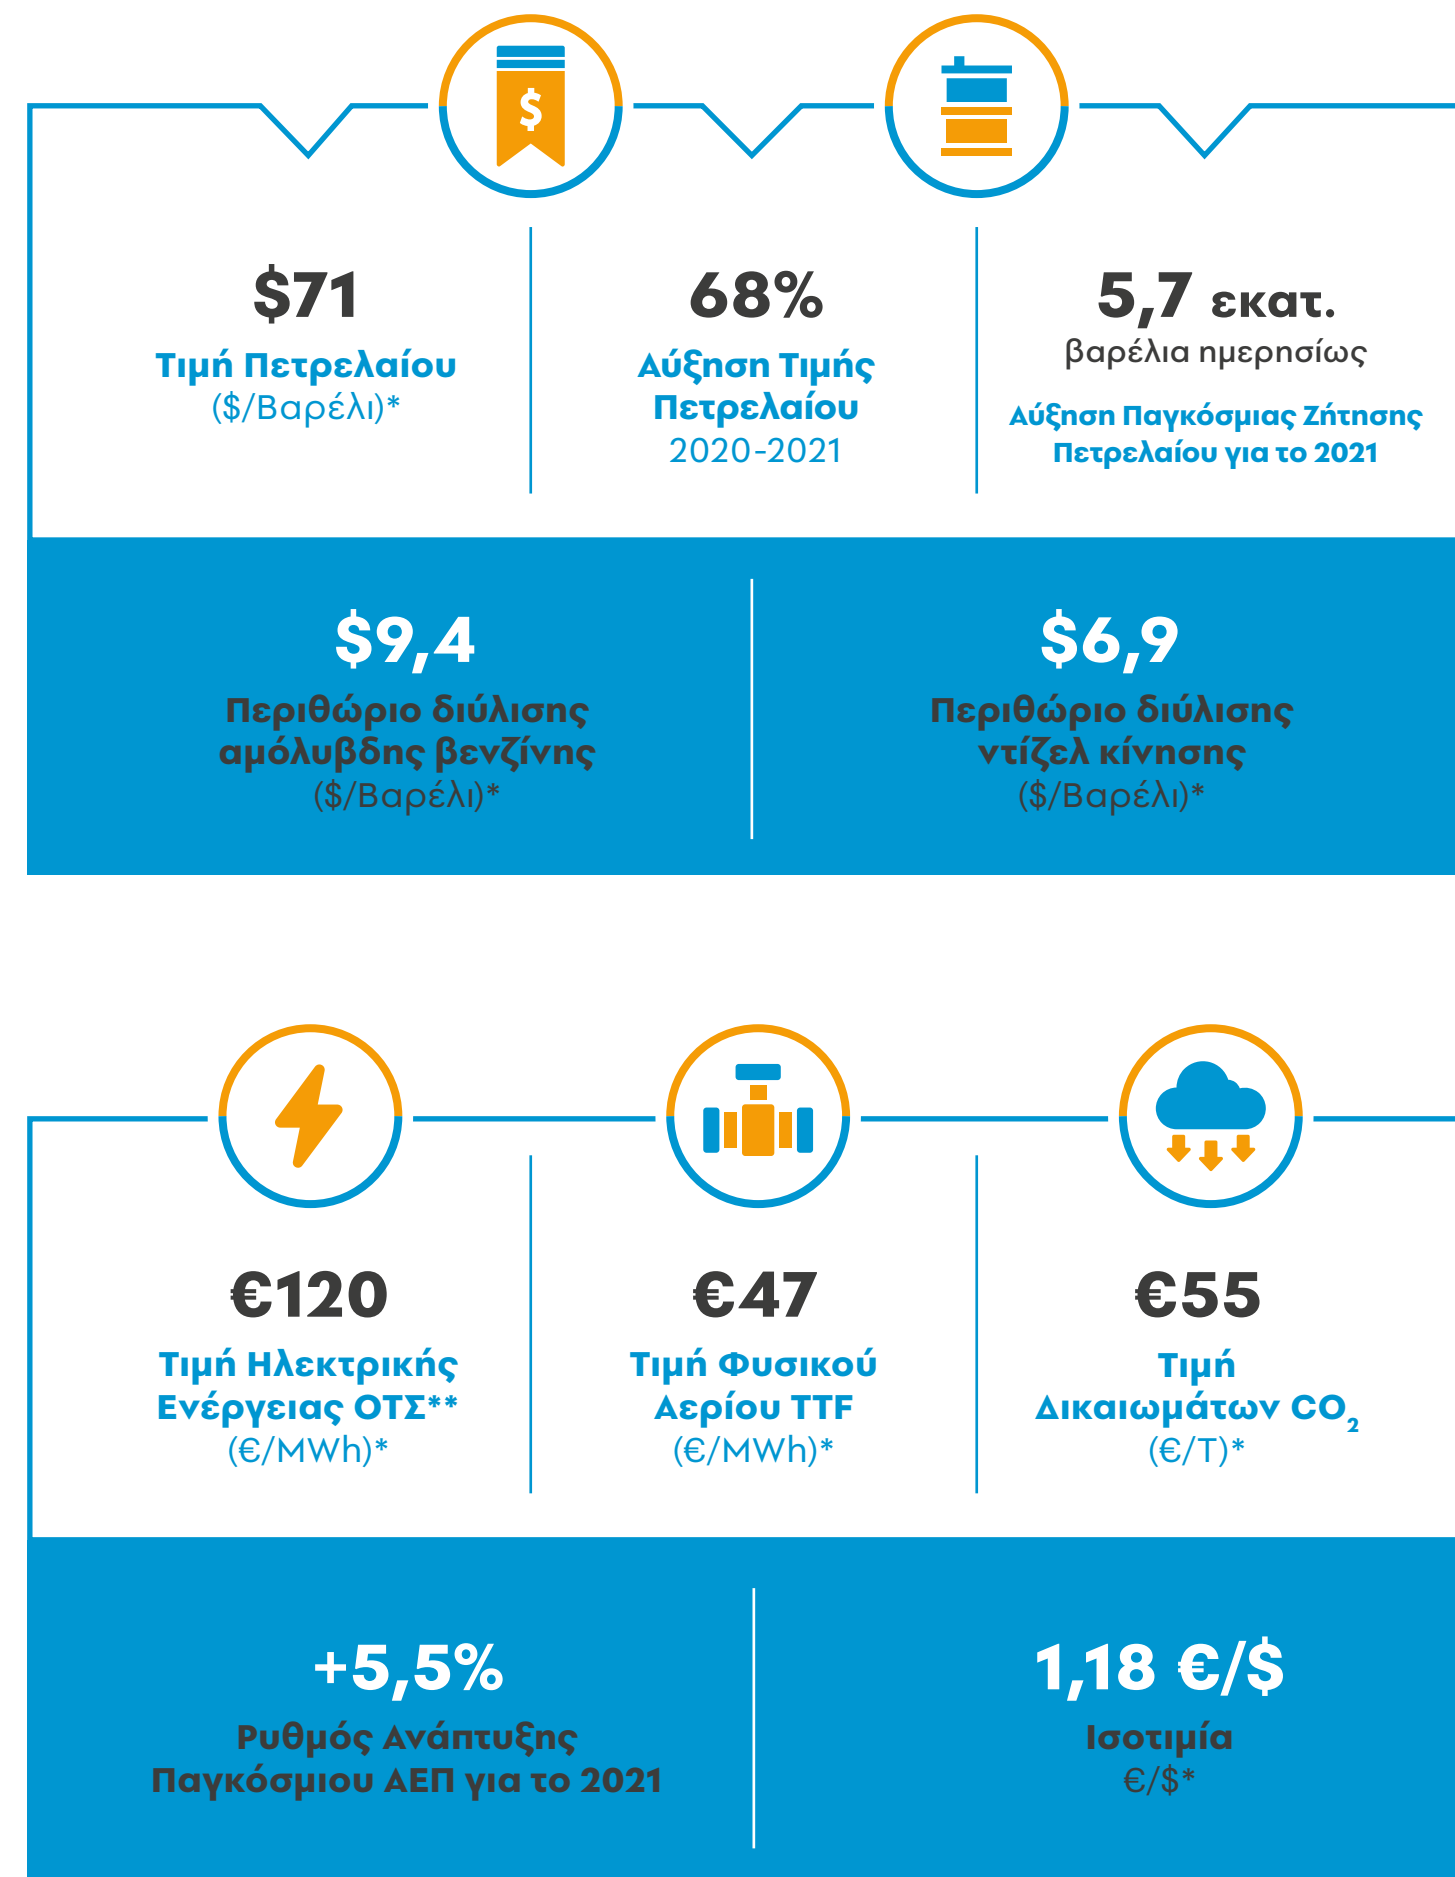 $
$71
Τιμή Πετρελαίου
($/Βαρέλι)*
68%
Αύξηση Τιμής
Πετρελαίου
2020-2021
5,7 εκατ.
βαρέλια ημερησίως
Αύξηση Παγκόσμιας Ζήτησης
Πετρελαίου για το 2021
$9,4
Περιθώριο διύλισης
αμόλυβδης βενζίνης
($/Βαρέλι)*
$6,9
Περιθώριο διύλισης
ντίζελ κίνησης
($/Βαρέλι)*
€120
Τιμή Ηλεκτρικής
Ενέργειας ΟΤΣ**
(€/MWh)*
€47
Τιμή Φυσικού
Αερίου TTF
(€/MWh)*
€55
Τιμή
Δικαιωμάτων CO₂
(€/T)*
+5,5%
Ρυθμός Ανάπτυξης
Παγκόσμιου ΑΕΠ για το 2021
1,18 €/$
Ισοτιμία
€/$*